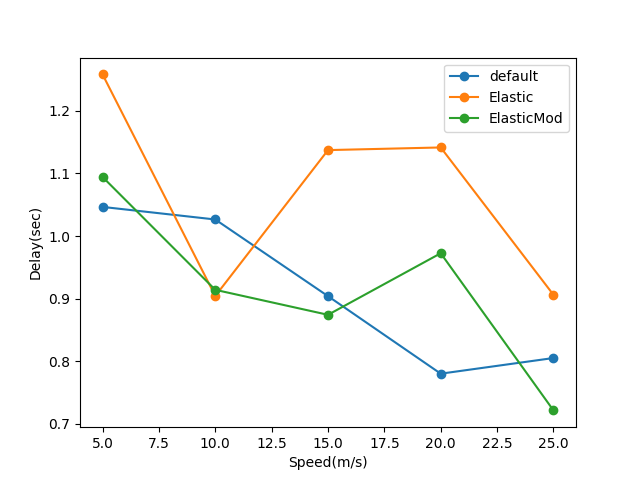 default
Elastic
ElasticMod
1.2
1.1
1.0
0.9
0.8
0.7
Delay(sec)
5.0 7.5 10.0 12.5 15.0 17.5 20.0 22.5 25.0
Speed(m/s)